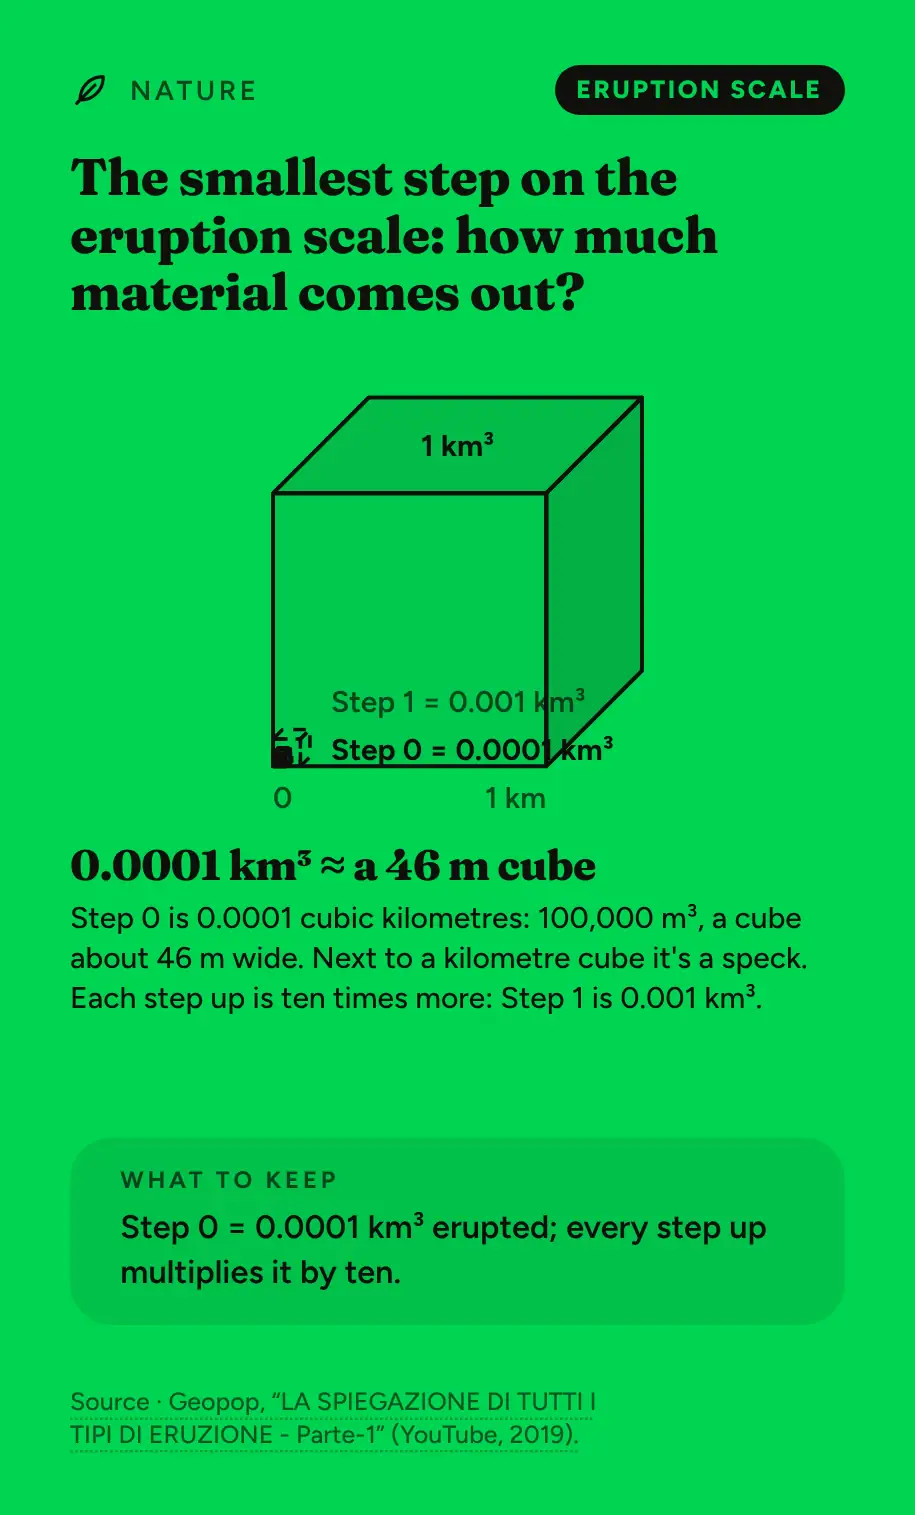 NATURE
ERUPTION SCALE
The smallest step on the
eruption scale: how much
material comes out?
1 km³
Step 1 = 0.001 km³
Step 0 = 0.0001 km³
0
1 km
0.0001 km³ ≈ a 46 m cube
Step 0 is 0.0001 cubic kilometres: 100,000 m³, a cube
about 46 m wide. Next to a kilometre cube it's a speck.
Each step up is ten times more: Step 1 is 0.001 km³.
WHAT TO KEEP
Step 0 = 0.0001 km³ erupted; every step up
multiplies it by ten.
Source · Geopop, “LA SPIEGAZIONE DI TUTTI I
TIPI DI ERUZIONE - Parte-1” (YouTube, 2019).